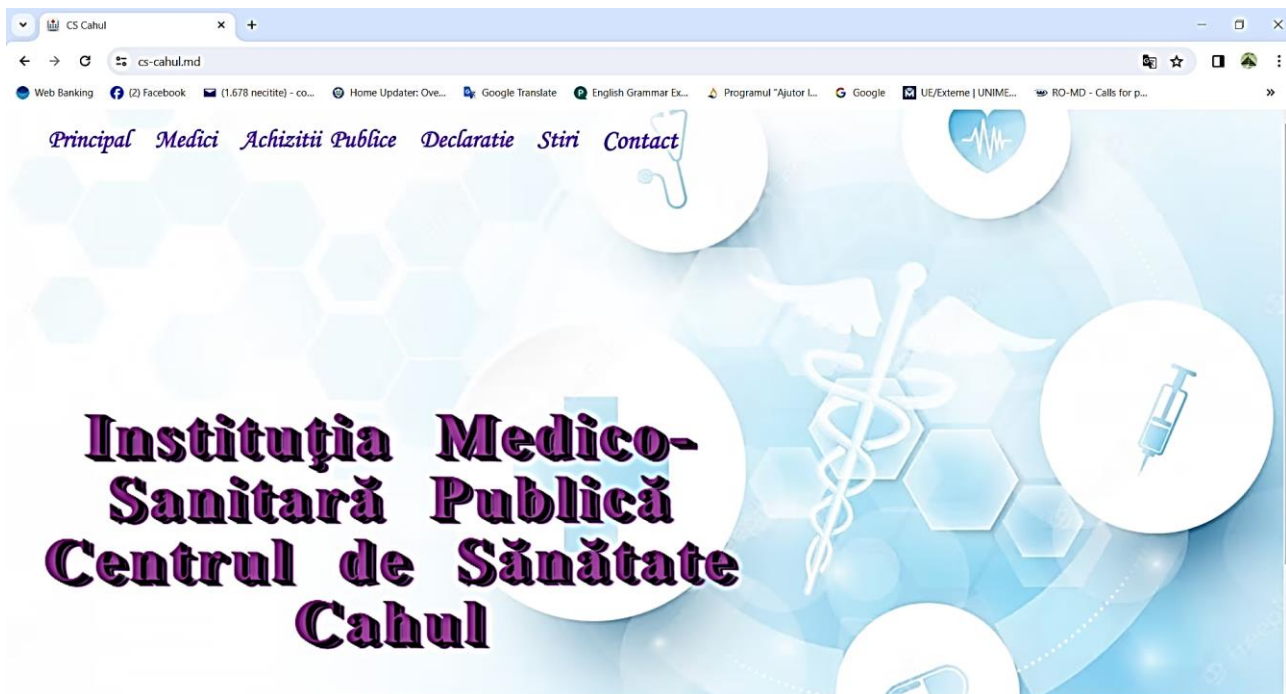 CS Cahul
cs-cahul.md
Web Banking (2) Facebook (1.678 necitite) - co... Home Updater: Ove... Google Translate English Grammar Ex... Programul "Ajutor l... Google UE/Externe | UNIME... RO-MD - Calls for p... »
Principal Medici Achizitii Publice Declaratie Stiri Contact
Instituţia Medico-
Sanitară Publică
Centrul de Sănătate
Cahul